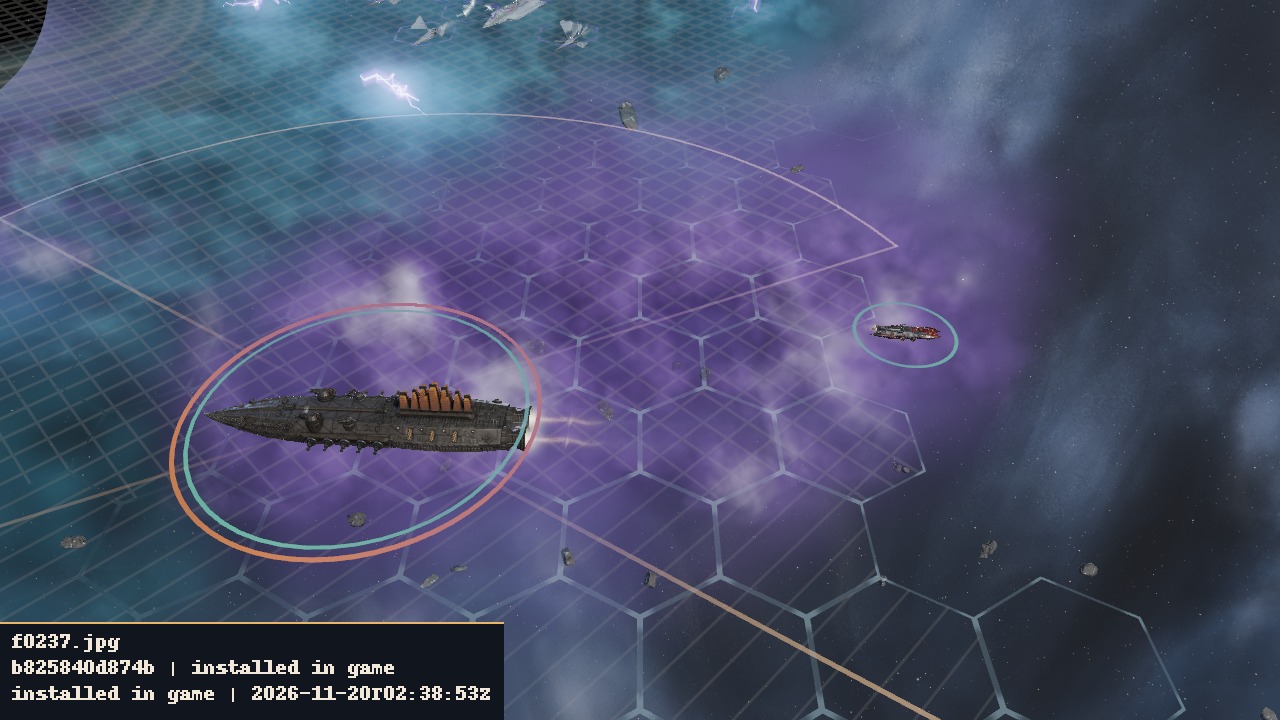 f0237.jpg
b825840d874b | installed in game
installed in game | 2026-11-20T02:38:53Z